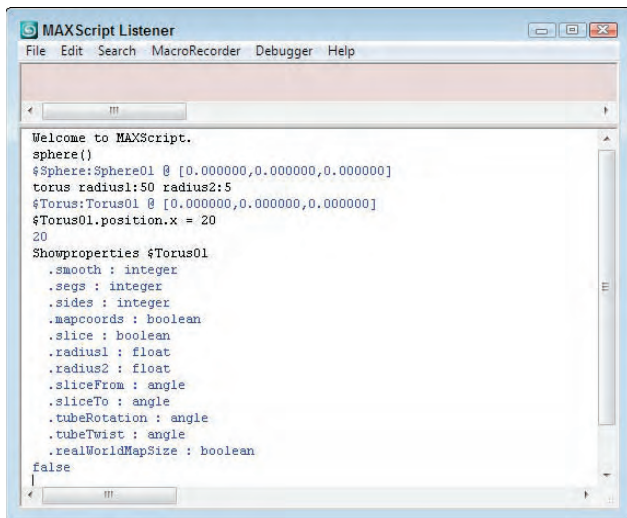 MAXScript Listener
File Edit Search MacroRecorder Debugger Help
Welcome to MAXScript.
sphere()
$Sphere:Sphere01 @ [0.000000,0.000000,0.000000]
torus radius1:50 radius2:5
$Torus:Torus01 @ [0.000000,0.000000,0.000000]
$Torus01.position.x = 20
20
Showproperties $Torus01
.smooth : integer
.segs : integer
.sides : integer
.mapcoords : boolean
.slice : boolean
.radius1 : float
.radius2 : float
.sliceFrom : angle
.sliceTo : angle
.tubeRotation : angle
.tubeTwist : angle
.realWorldMapSize : boolean
false